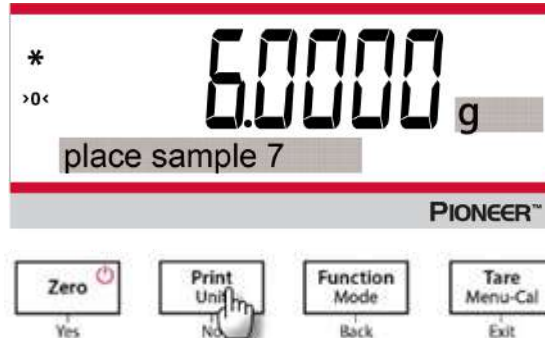 *
>0<
6.0000 g
place sample 7
PIONEER™
Zero Print Function Tare
Unit Mode Menu-Cal
Yes No Back Exit